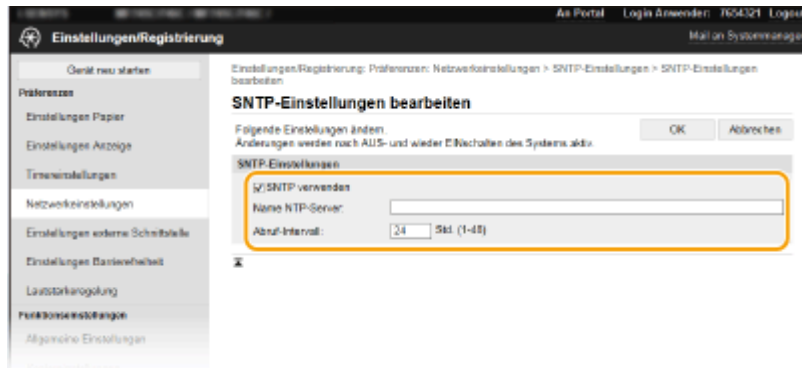 An Portal Login Anwender: 7654321 Logou
Einstellungen/Registrierung
Mail an Systemmanage
Gerät neu starten
Präferenzen
Einstellungen Papier
Einstellungen Anzeige
Timereinstellungen
Netzwerkeinstellungen
Einstellungen externe Schnittstelle
Einstellungen Barrierefreiheit
Lautstärkeregelung
Funktionseinstellungen
Allgemeine Einstellungen
Einstellungen/Registrierung: Präferenzen: Netzwerkeinstellungen > SNTP-Einstellungen > SNTP-Einstellungen
bearbeiten
SNTP-Einstellungen bearbeiten
Folgende Einstellungen ändern.
Änderungen werden nach AUS- und wieder EINschalten des Systems aktiv.
OK Abbrechen
SNTP-Einstellungen
SNTP verwenden
Name NTP-Server:
Abruf-Intervall: 24 Std. (1-48)